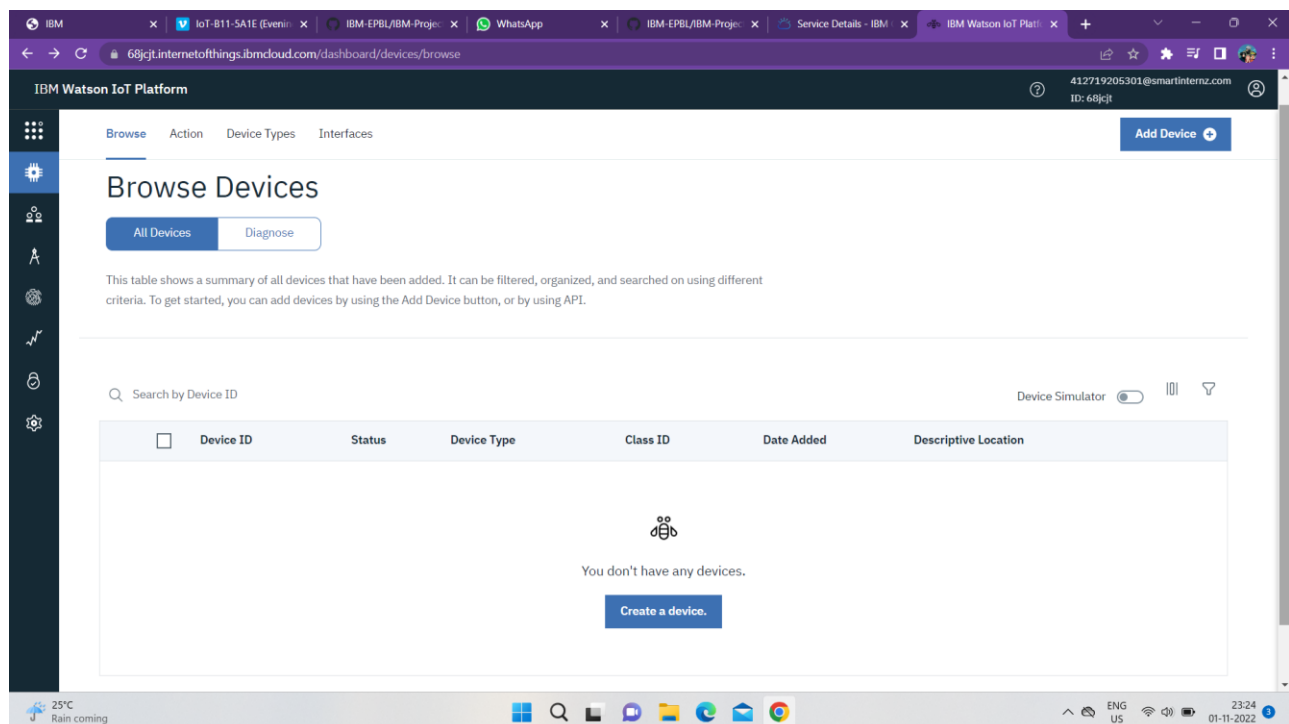 IBM
IoT-B11-5A1E (Evenin
IBM-EPBL/IBM-Projec
WhatsApp
IBM-EPBL/IBM-Projec
Service Details - IBM
IBM Watson IoT Platf
68jcjt.internetofthings.ibmcloud.com/dashboard/devices/browse
IBM Watson IoT Platform
412719205301@smartinternz.com
ID: 68jcjt
Browse Action Device Types Interfaces
Add Device
Browse Devices
All Devices Diagnose
This table shows a summary of all devices that have been added. It can be filtered, organized, and searched on using different
criteria. To get started, you can add devices by using the Add Device button, or by using API.
Search by Device ID
Device Simulator
Device ID Status Device Type Class ID Date Added Descriptive Location
You don't have any devices.
Create a device.
25°C
Rain coming
ENG
US
23:24
01-11-2022
3